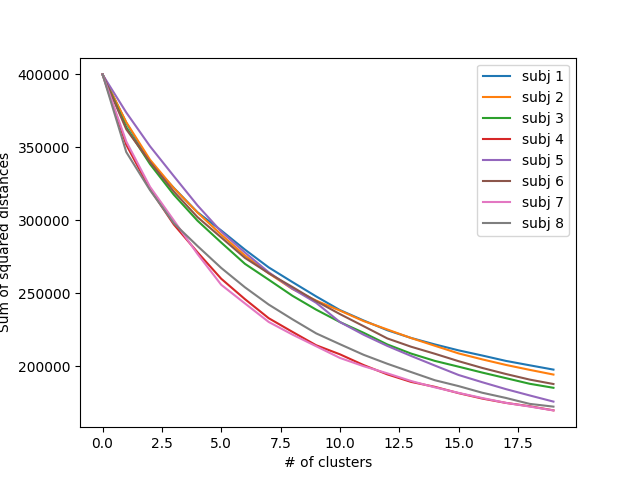 400000
350000
300000
250000
200000
Sum of squared distances
0.0 2.5 5.0 7.5 10.0 12.5 15.0 17.5
# of clusters
subj 1
subj 2
subj 3
subj 4
subj 5
subj 6
subj 7
subj 8